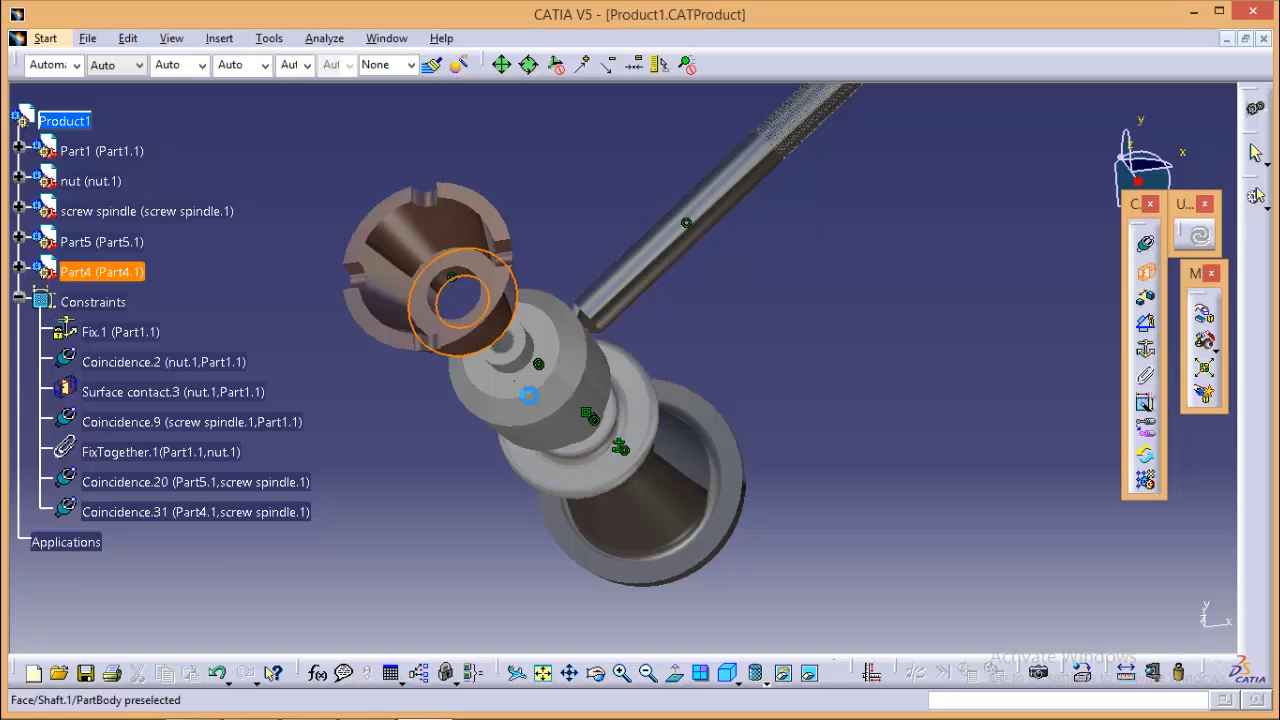 CATIA V5 - [Product1.CATProduct]
Start File Edit View Insert Tools Analyze Window Help
Automa Auto Auto Auto Aut Aut None
Product1
Part1 (Part1.1)
nut (nut.1)
screw spindle (screw spindle.1)
Part5 (Part5.1)
Part4 (Part4.1)
Constraints
Fix.1 (Part1.1)
Coincidence.2 (nut.1,Part1.1)
Surface contact.3 (nut.1,Part1.1)
Coincidence.9 (screw spindle.1,Part1.1)
FixTogether.1(Part1.1,nut.1)
Coincidence.20 (Part5.1,screw spindle.1)
Coincidence.31 (Part4.1,screw spindle.1)
Applications
y
x
z
C... U...
M
y
x
Activate Windows
CATIA
Face/Shaft.1/PartBody preselected